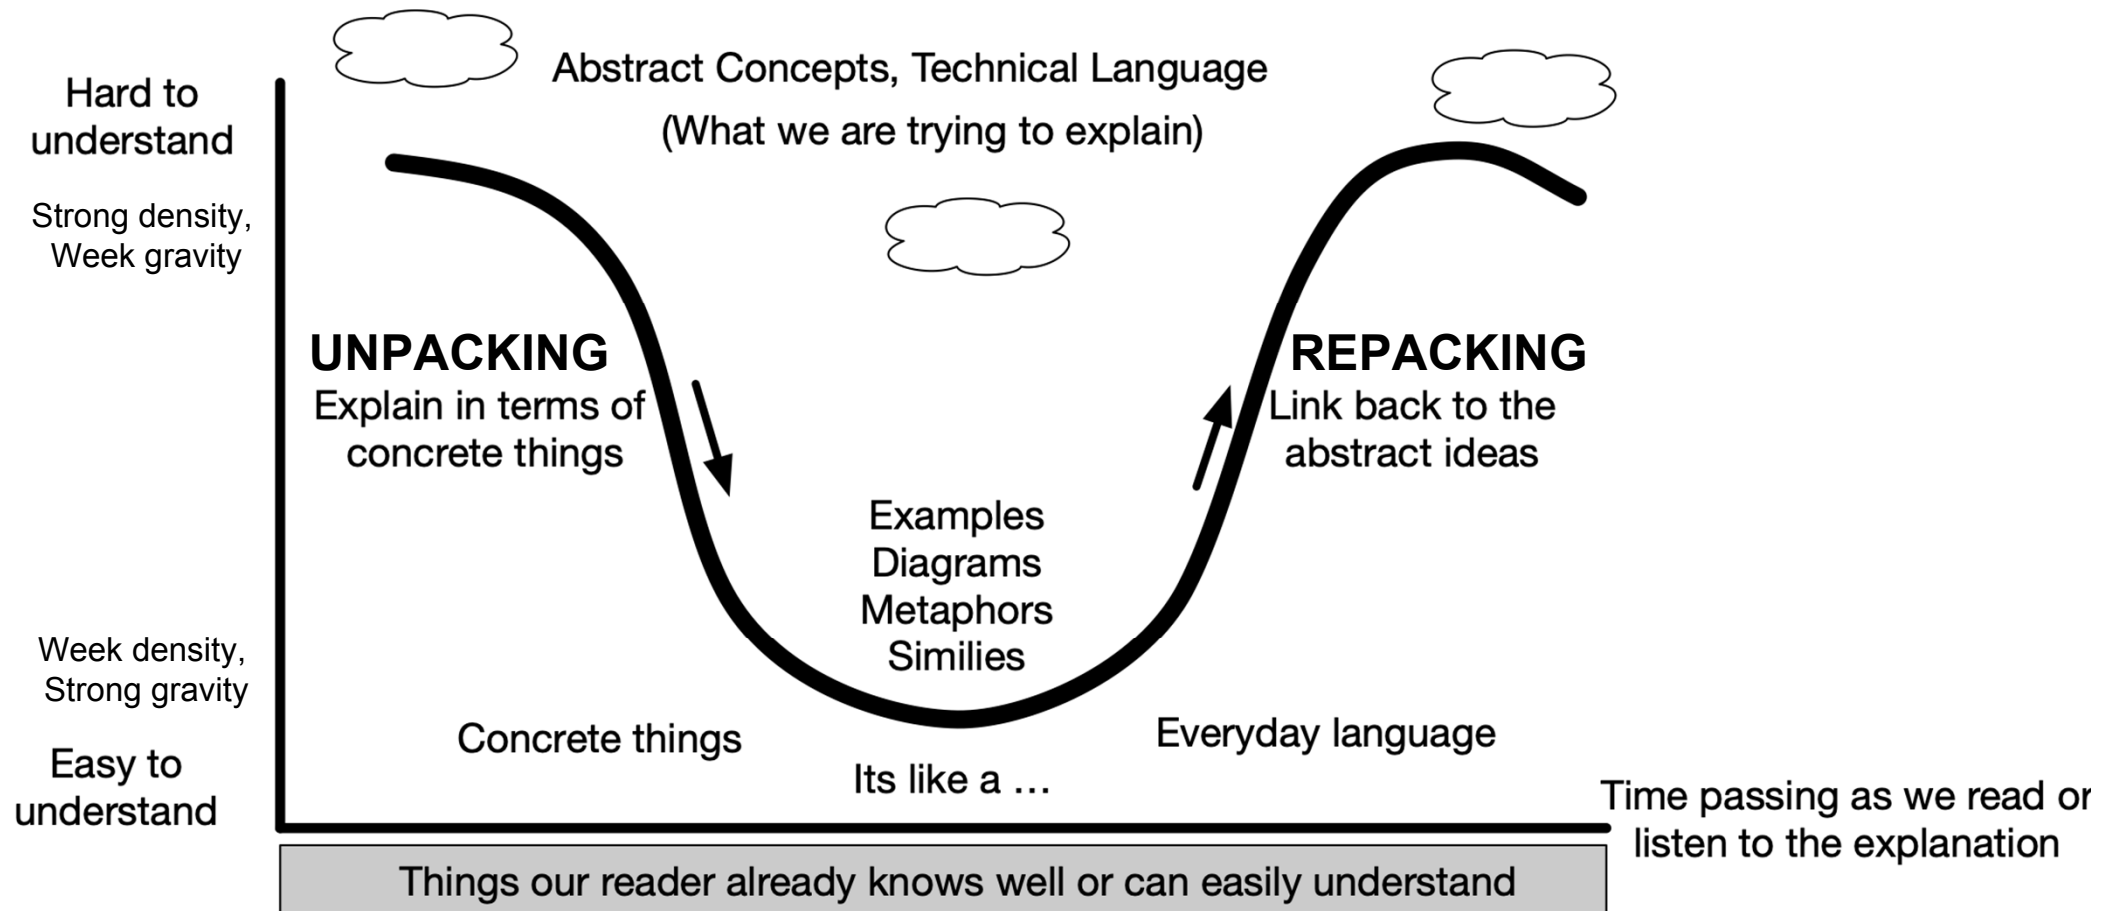 Abstract Concepts, Technical Language
(What we are trying to explain)
Hard to
understand
Strong density,
Week gravity
UNPACKING
Explain in terms of
concrete things
REPACKING
Link back to the
abstract ideas
Examples
Diagrams
Metaphors
Similies
Week density,
Strong gravity
Easy to
understand
Concrete things
Its like a ...
Everyday language
Time passing as we read or
listen to the explanation
Things our reader already knows well or can easily understand